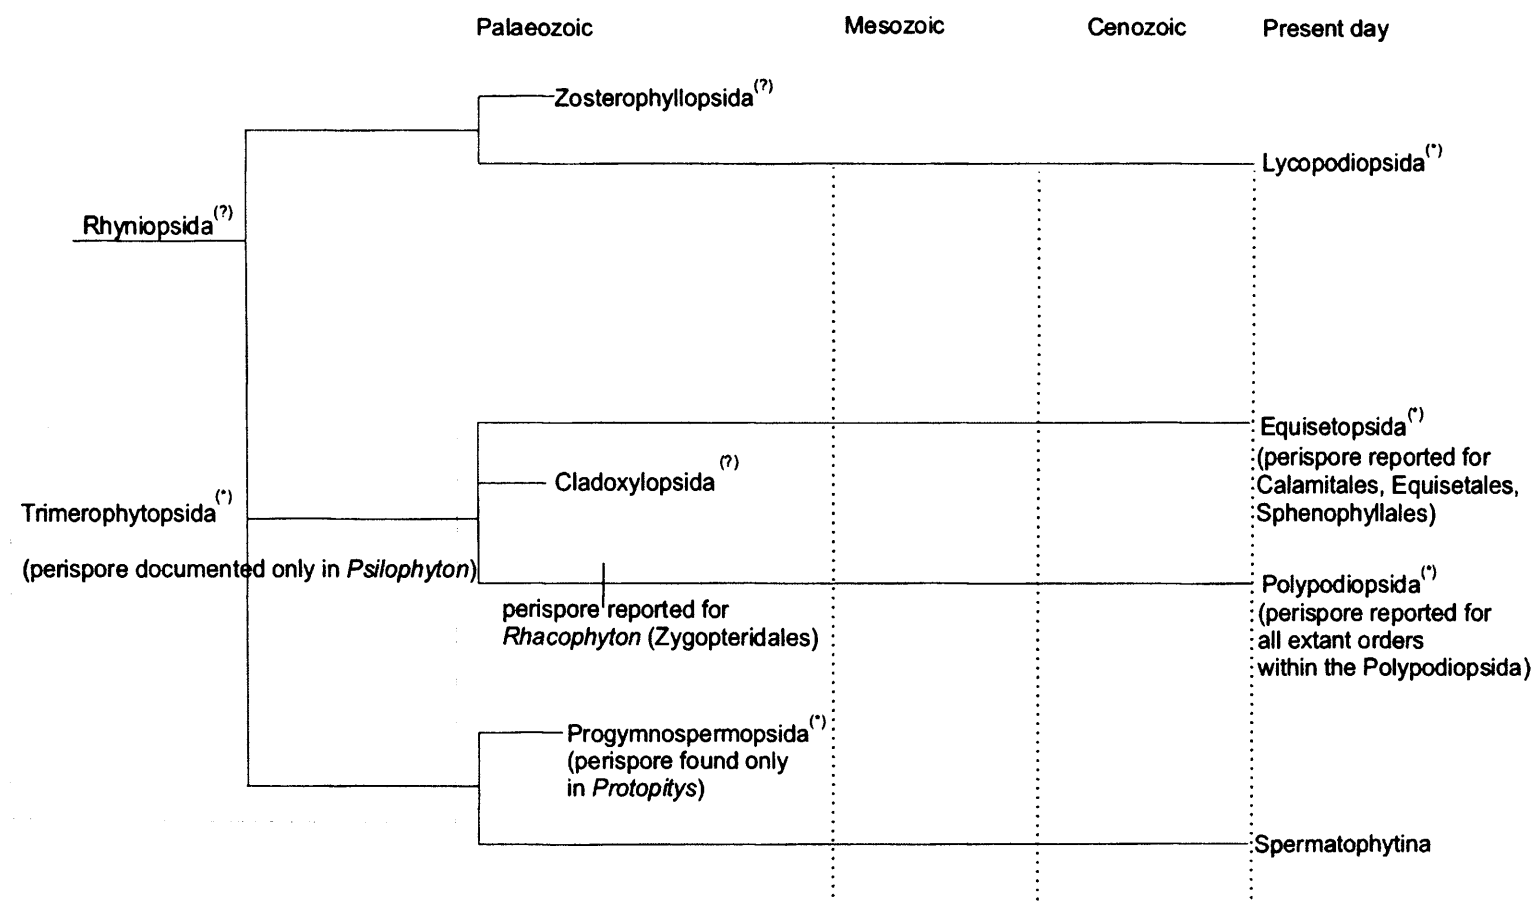 Palaeozoic Mesozoic Cenozoic Present day
Zosterophyllopsida(?)
Lycopodiopsida(*)
Rhyniopsida(?)
Equisetopsida(*)
(perispore reported for
Calamitales, Equisetales,
Sphenophyllales)
Cladoxylopsida(?)
Trimerophytopsida(*)
(perispore documented only in Psilophyton)
Polypodiopsida(*)
(perispore reported for
all extant orders
within the Polypodiopsida)
perispore reported for
Rhacophyton (Zygopteridales)
Progymnospermopsida(*)
(perispore found only
in Protopitys)
Spermatophytina